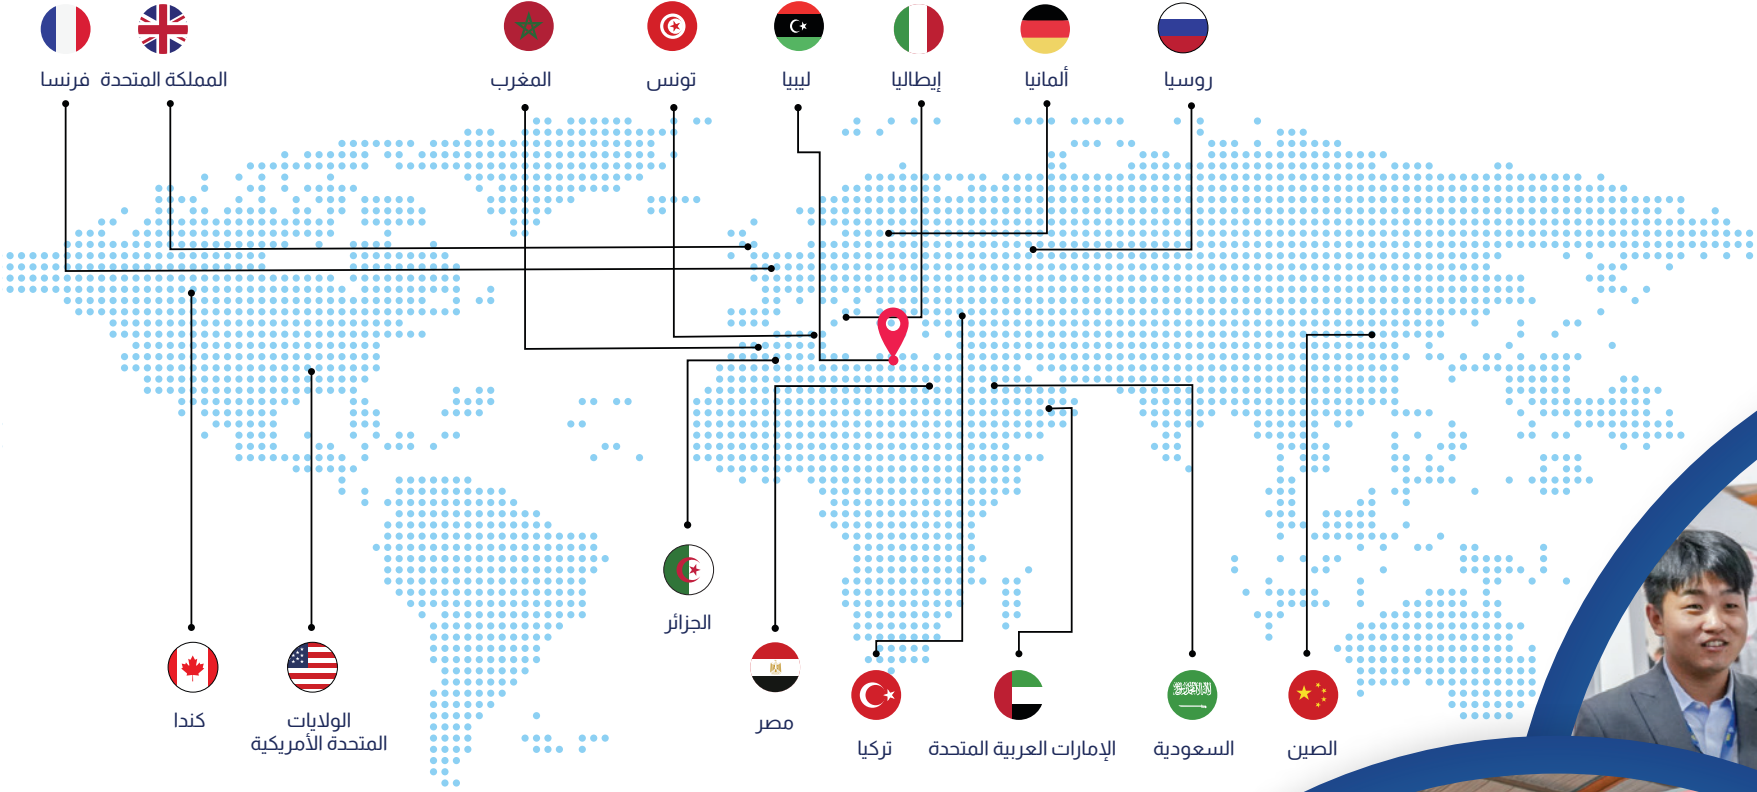 فرنسا
المملكة المتحدة
المغرب
تونس
ليبيا
إيطاليا
ألمانيا
روسيا
الجزائر
كندا
الولايات
المتحدة الأمريكية
مصر
تركيا
الإمارات العربية المتحدة
السعودية
الصين